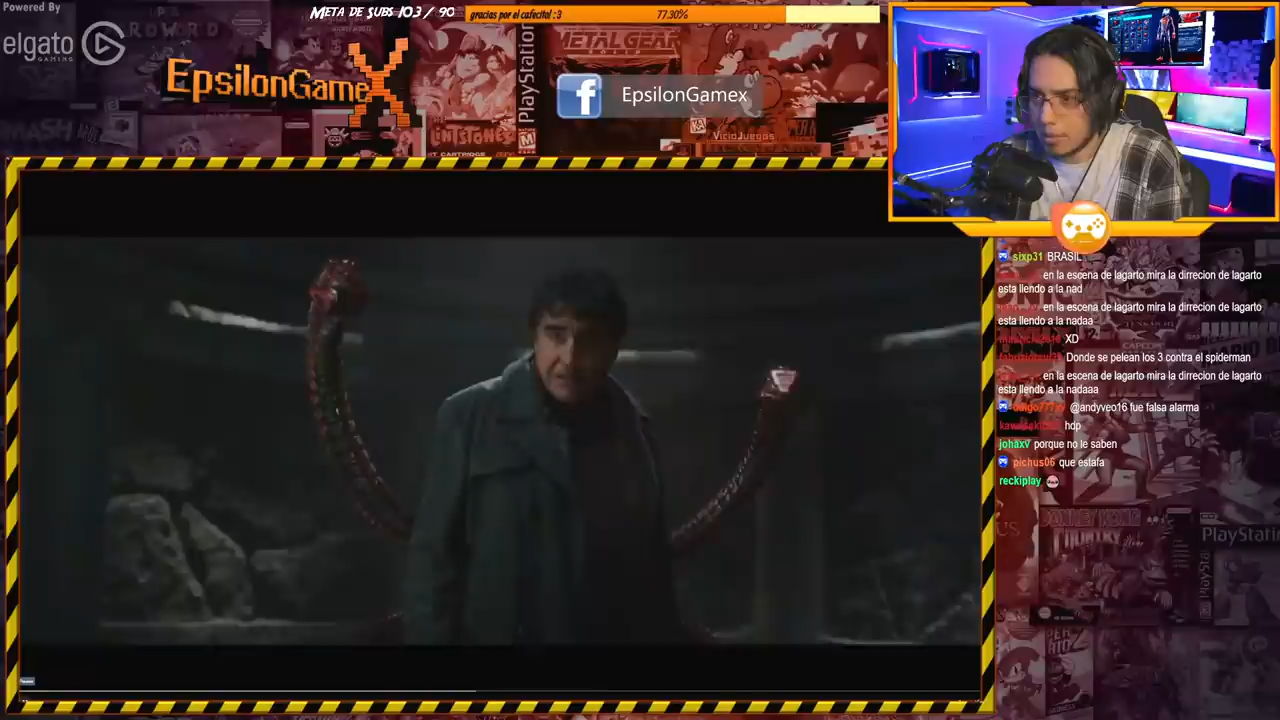 Powered By
elgato
GAMING
META DE SUBS 103 / 90
gracias por el cafecito! :3
77.30%
EpsilonGameX
EpsilonGamex
PlayStation
METAL GEAR
VicioJuegos
sixp31 BRASIL
en la escena de lagarto mira la dirrecion de lagarto
esta llendo a la nad
en la escena de lagarto mira la dirrecion de lagarto
esta llendo a la nadaa
XD
Donde se pelean los 3 contra el spiderman
en la escena de lagarto mira la dirrecion de lagarto
esta llendo a la nadaaa
@andyveo16 fue falsa alarma
hdp
johaxv porque no le saben
pichus06 que estafa
reckiplay
DONKEY KONG
COUNTRY
PlayStati